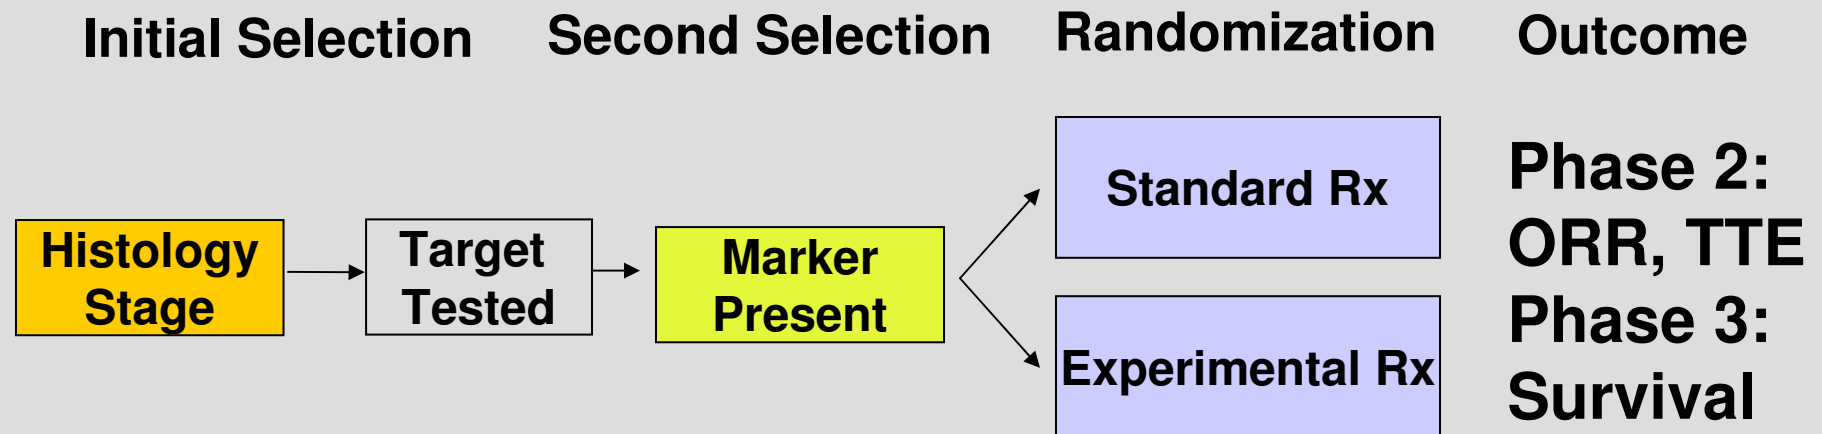 Initial Selection
Second Selection
Randomization
Outcome
Histology
Stage
Target
Tested
Marker
Present
Standard Rx
Experimental Rx
Phase 2:
ORR, TTE
Phase 3:
Survival